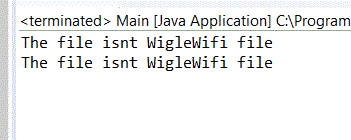 <terminated> Main [Java Application] C:\Program
The file isnt WigleWifi file
The file isnt WigleWifi file